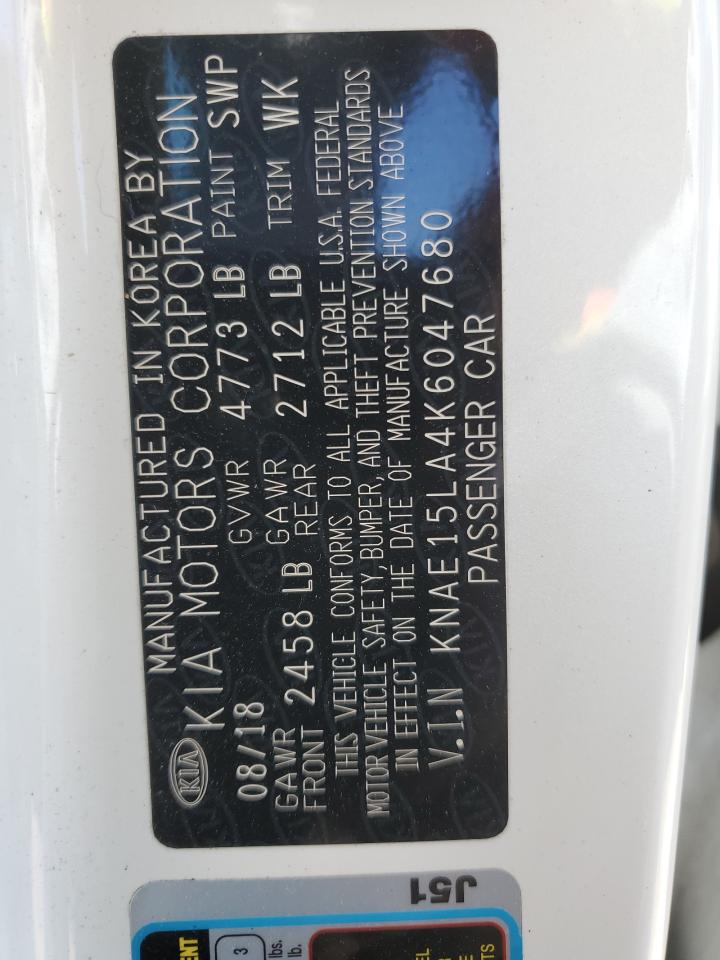 MANUFACTURED IN KOREA BY
KIA KIA MOTORS CORPORATION
08/18 GVWR 4773 LB PAINT SWP
GAWR FRONT 2458 LB GAWR REAR 2712 LB TRIM WK
THIS VEHICLE CONFORMS TO ALL APPLICABLE U.S.A. FEDERAL
MOTOR VEHICLE SAFETY, BUMPER, AND THEFT PREVENTION STANDARDS
IN EFFECT ON THE DATE OF MANUFACTURE SHOWN ABOVE
V.I.N KNAE15LA4K6047680
PASSENGER CAR
J51
3
lbs.
lb.